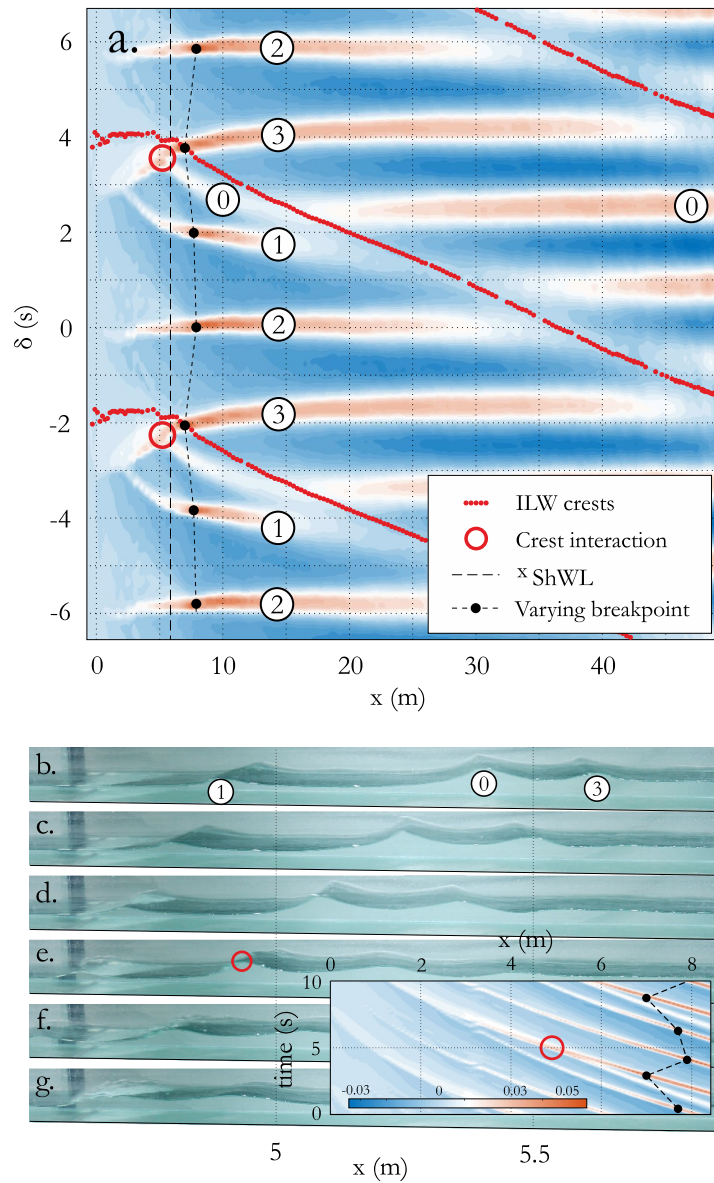 a.
6
4
2
0
-2
-4
-6
δ (s)
2
3
0
0
1
2
3
1
2
ILW crests
Crest interaction
x ShWL
Varying breakpoint
0 10 20 30 40
x (m)
b.
1 0 3
c.
d.
e.
x (m)
0 2 4 6 8
10
5
0
time (s)
-0.03 0 0.03 0.05
f.
g.
5 5.5
x (m)